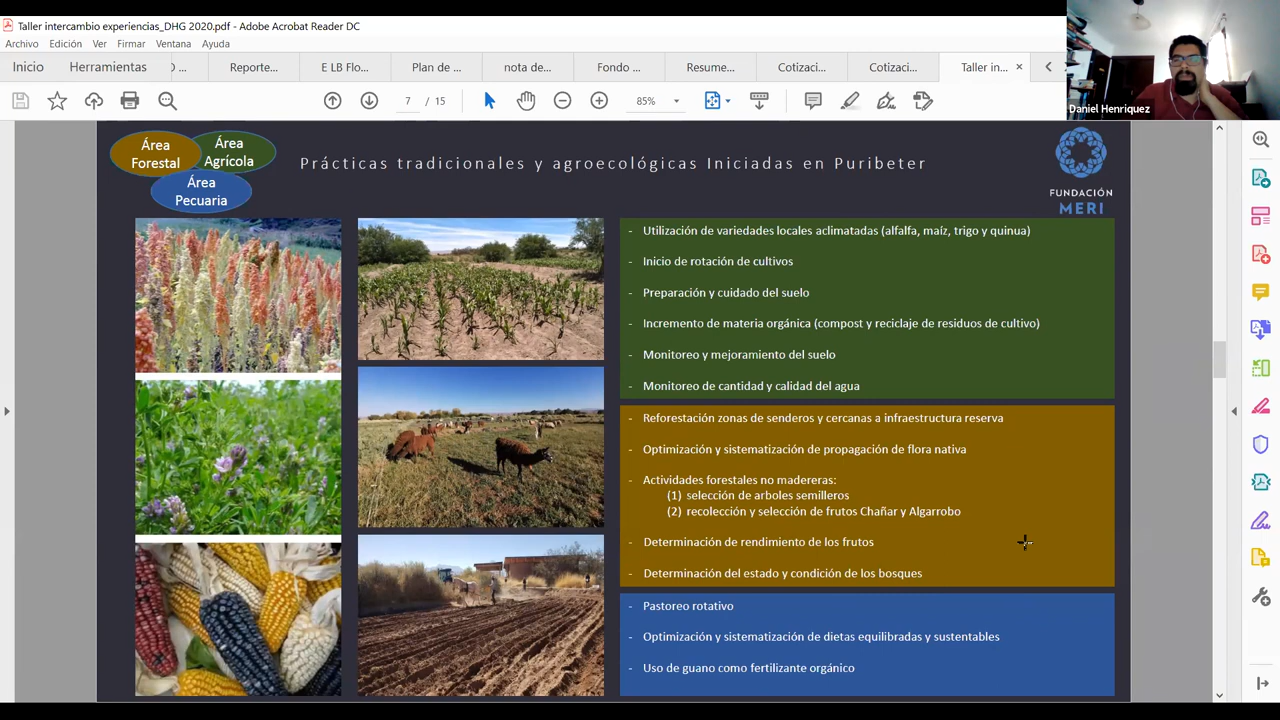 Taller intercambio experiencias_DHG 2020.pdf - Adobe Acrobat Reader DC
Archivo Edición Ver Firmar Ventana Ayuda
Inicio Herramientas O ... Reporte... E LB Flo... Plan de ... nota de... Fondo ... Resume... Cotizaci... Cotizaci... Taller in...
7 / 15 85%
Daniel Henriquez
Área
Forestal
Área
Agrícola
Área
Pecuaria
Prácticas tradicionales y agroecológicas Iniciadas en Puribeter
FUNDACIÓN
MERI
- Utilización de variedades locales aclimatadas (alfalfa, maíz, trigo y quinua)
- Inicio de rotación de cultivos
- Preparación y cuidado del suelo
- Incremento de materia orgánica (compost y reciclaje de residuos de cultivo)
- Monitoreo y mejoramiento del suelo
- Monitoreo de cantidad y calidad del agua
- Reforestación zonas de senderos y cercanas a infraestructura reserva
- Optimización y sistematización de propagación de flora nativa
- Actividades forestales no madereras:
(1) selección de arboles semilleros
(2) recolección y selección de frutos Chañar y Algarrobo
- Determinación de rendimiento de los frutos
- Determinación del estado y condición de los bosques
- Pastoreo rotativo
- Optimización y sistematización de dietas equilibradas y sustentables
- Uso de guano como fertilizante orgánico